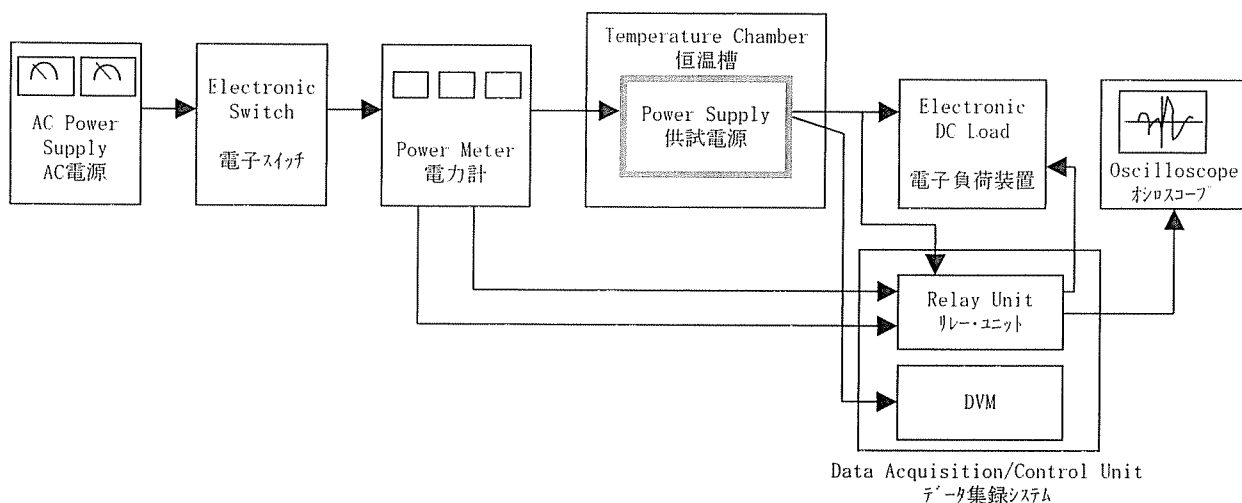 AC Power
Supply
AC電源
Electronic
Switch
電子スイッチ
Power Meter
電力計
Temperature Chamber
恒温槽
Power Supply
供試電源
Electronic
DC Load
電子負荷装置
Oscilloscope
オシロスコープ
Relay Unit
リレー・ユニット
DVM
Data Acquisition/Control Unit
データ集録システム